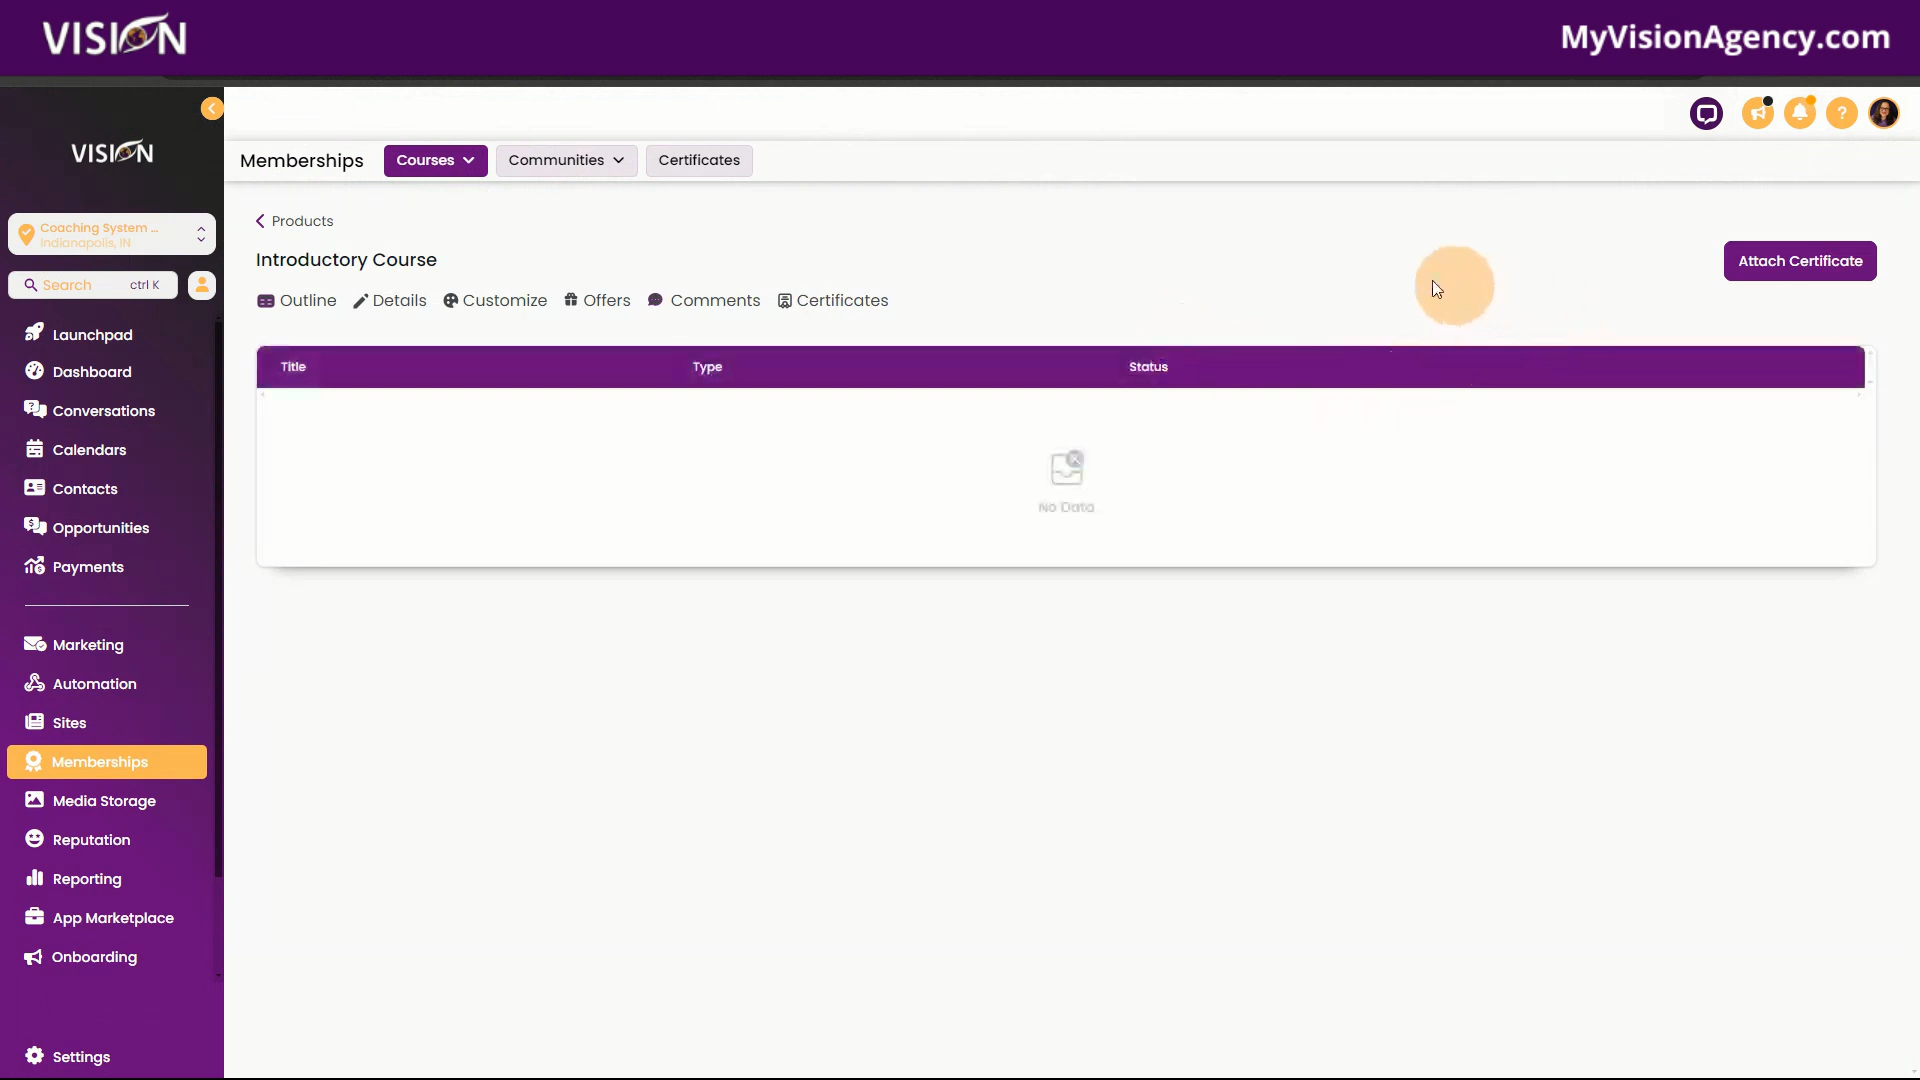 VISION
MyVisionAgency.com
VISION
Memberships
Courses
Communities
Certificates
Coaching System ...
Indianapolis, IN
Search
ctrl K
Products
Introductory Course
Attach Certificate
Outline
Details
Customize
Offers
Comments
Certificates
Title
Type
Status
No Data
Launchpad
Dashboard
Conversations
Calendars
Contacts
Opportunities
Payments
Marketing
Automation
Sites
Memberships
Media Storage
Reputation
Reporting
App Marketplace
Onboarding
Settings